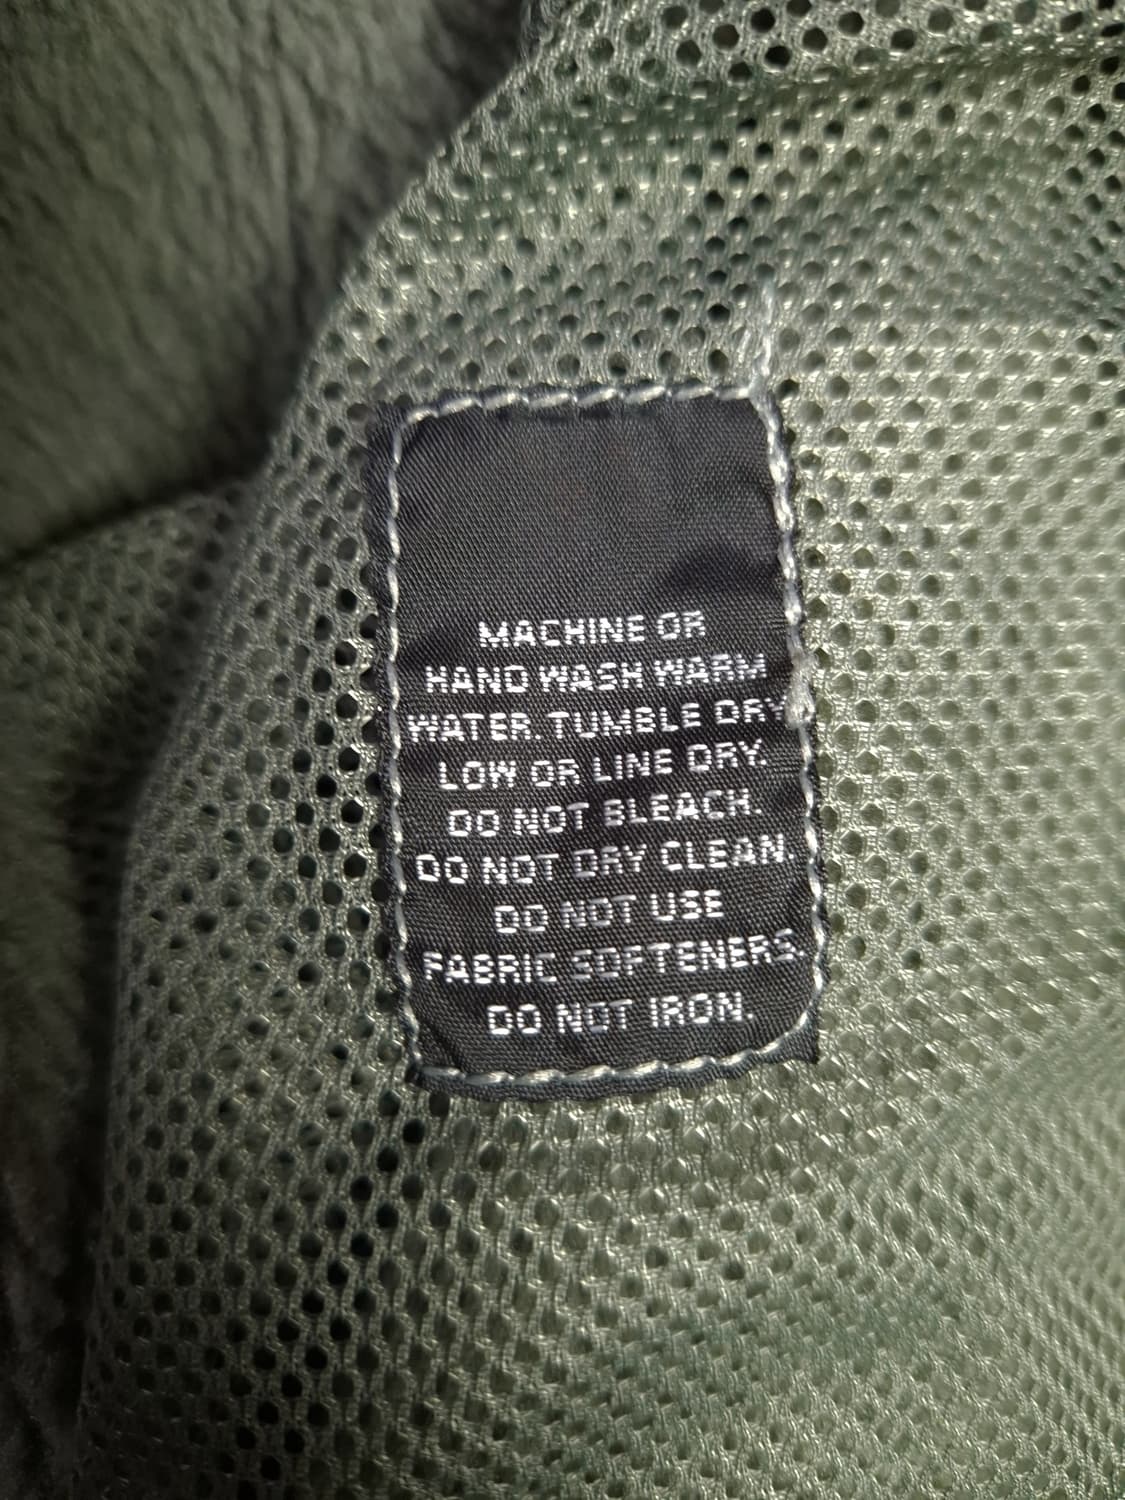 MACHINE OR
HAND WASH WARM
WATER. TUMBLE DRY
LOW OR LINE DRY.
DO NOT BLEACH.
DO NOT DRY CLEAN.
DO NOT USE
FABRIC SOFTENERS.
DO NOT IRON.